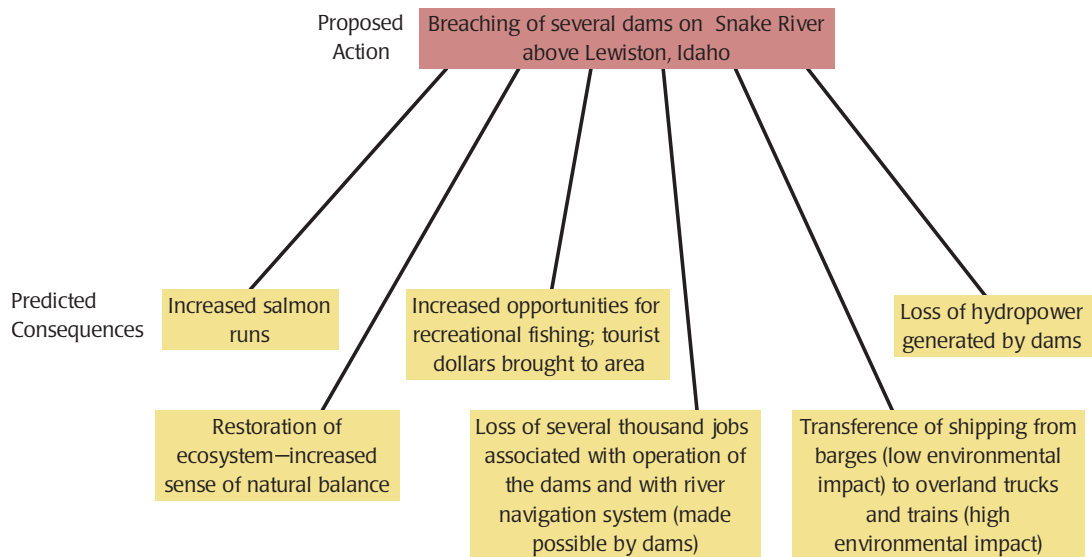 Proposed
Action
Breaching of several dams on Snake River
above Lewiston, Idaho
Predicted
Consequences
Increased salmon
runs
Increased opportunities for
recreational fishing; tourist
dollars brought to area
Loss of hydropower
generated by dams
Restoration of
ecosystem—increased
sense of natural balance
Loss of several thousand jobs
associated with operation of
the dams and with river
navigation system (made
possible by dams)
Transference of shipping from
barges (low environmental
impact) to overland trucks
and trains (high
environmental impact)